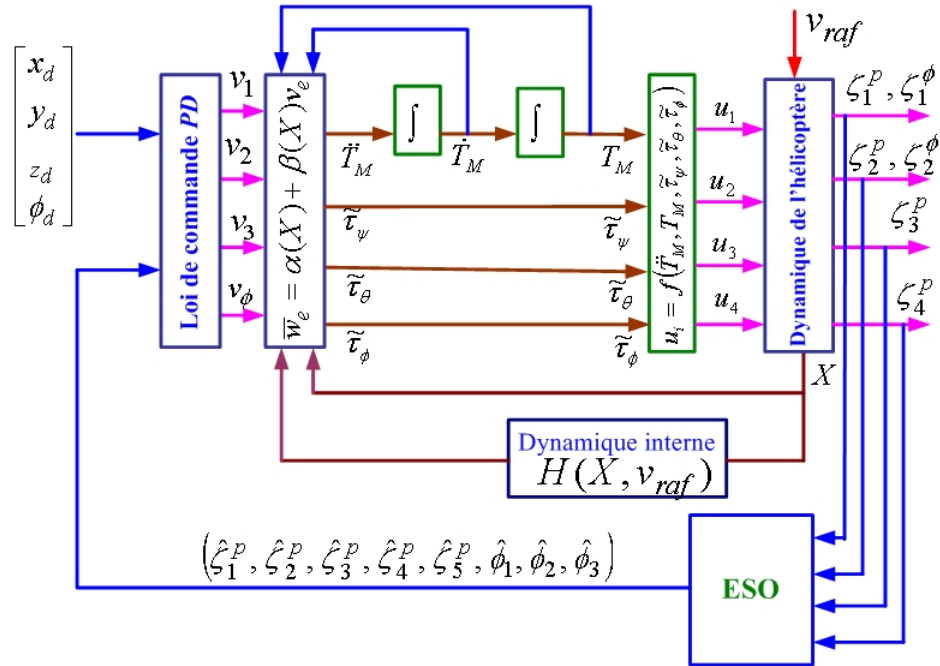 x_d
y_d
z_d
ϕ_d
Loi de commande PD
v_1
v_2
v_3
v_ϕ
w̄_e = α(X) + β(X)v_e
∫
∫
T̈_M
Ṫ_M
T_M
τ̃_ψ
τ̃_ψ
τ̃_θ
τ̃_θ
τ̃_ϕ
τ̃_ϕ
u_i = f(T̈_M, T_M, τ̃_ψ, τ̃_θ, τ̃_ϕ)
u_1
u_2
u_3
u_4
v_raf
Dynamique de l'hélicoptère
ζ_1^p, ζ_1^ϕ
ζ_2^p, ζ_2^ϕ
ζ_3^p
ζ_4^p
X
Dynamique interne
H(X, v_raf)
(ζ̂_1^p, ζ̂_2^p, ζ̂_3^p, ζ̂_4^p, ζ̂_5^p, ϕ̂_1, ϕ̂_2, ϕ̂_3)
ESO